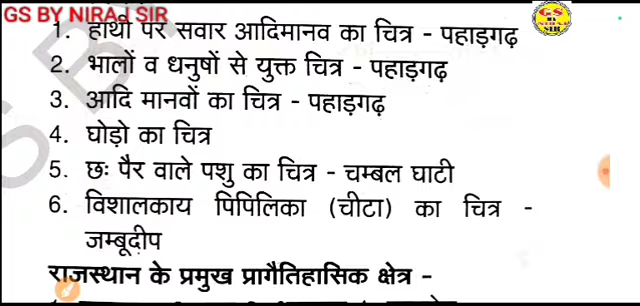 GS BY NIRAJ SIR
1. हाथी पर सवार आदिमानव का चित्र - पहाड़गढ़
2. भालों व धनुषों से युक्त चित्र - पहाड़गढ़
3. आदि मानवों का चित्र - पहाड़गढ़
4. घोड़ो का चित्र
5. छः पैर वाले पशु का चित्र - चम्बल घाटी
6. विशालकाय पिपिलिका (चीटा) का चित्र -
जम्बूदीप
राजस्थान के प्रमुख प्रागैतिहासिक क्षेत्र -